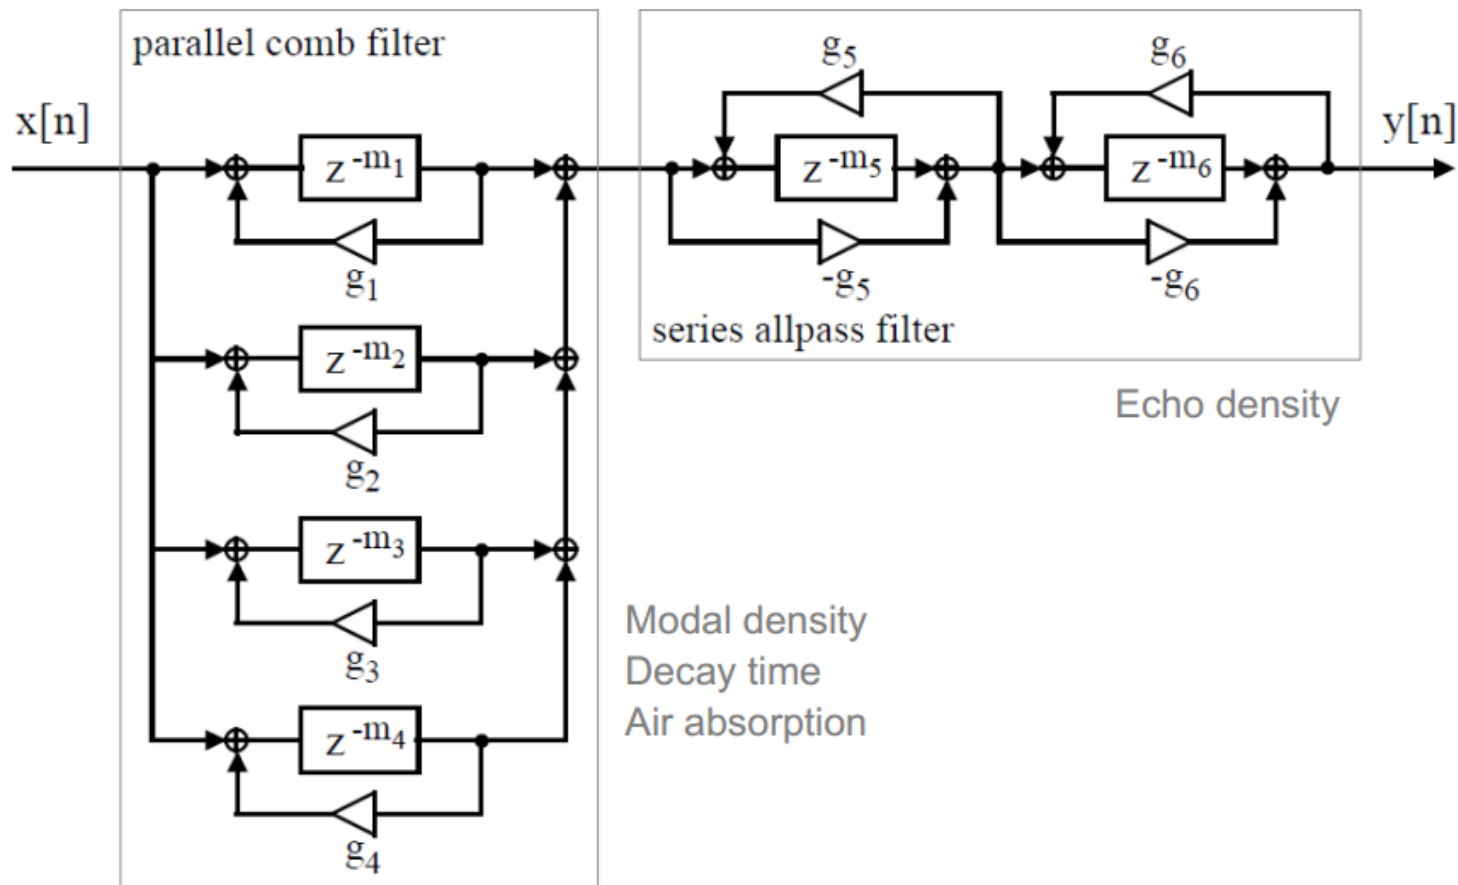 parallel comb filter
x[n]
z^-m1
g1
z^-m2
g2
z^-m3
g3
z^-m4
g4
g5
z^-m5
-g5
g6
z^-m6
-g6
y[n]
series allpass filter
Echo density
Modal density
Decay time
Air absorption